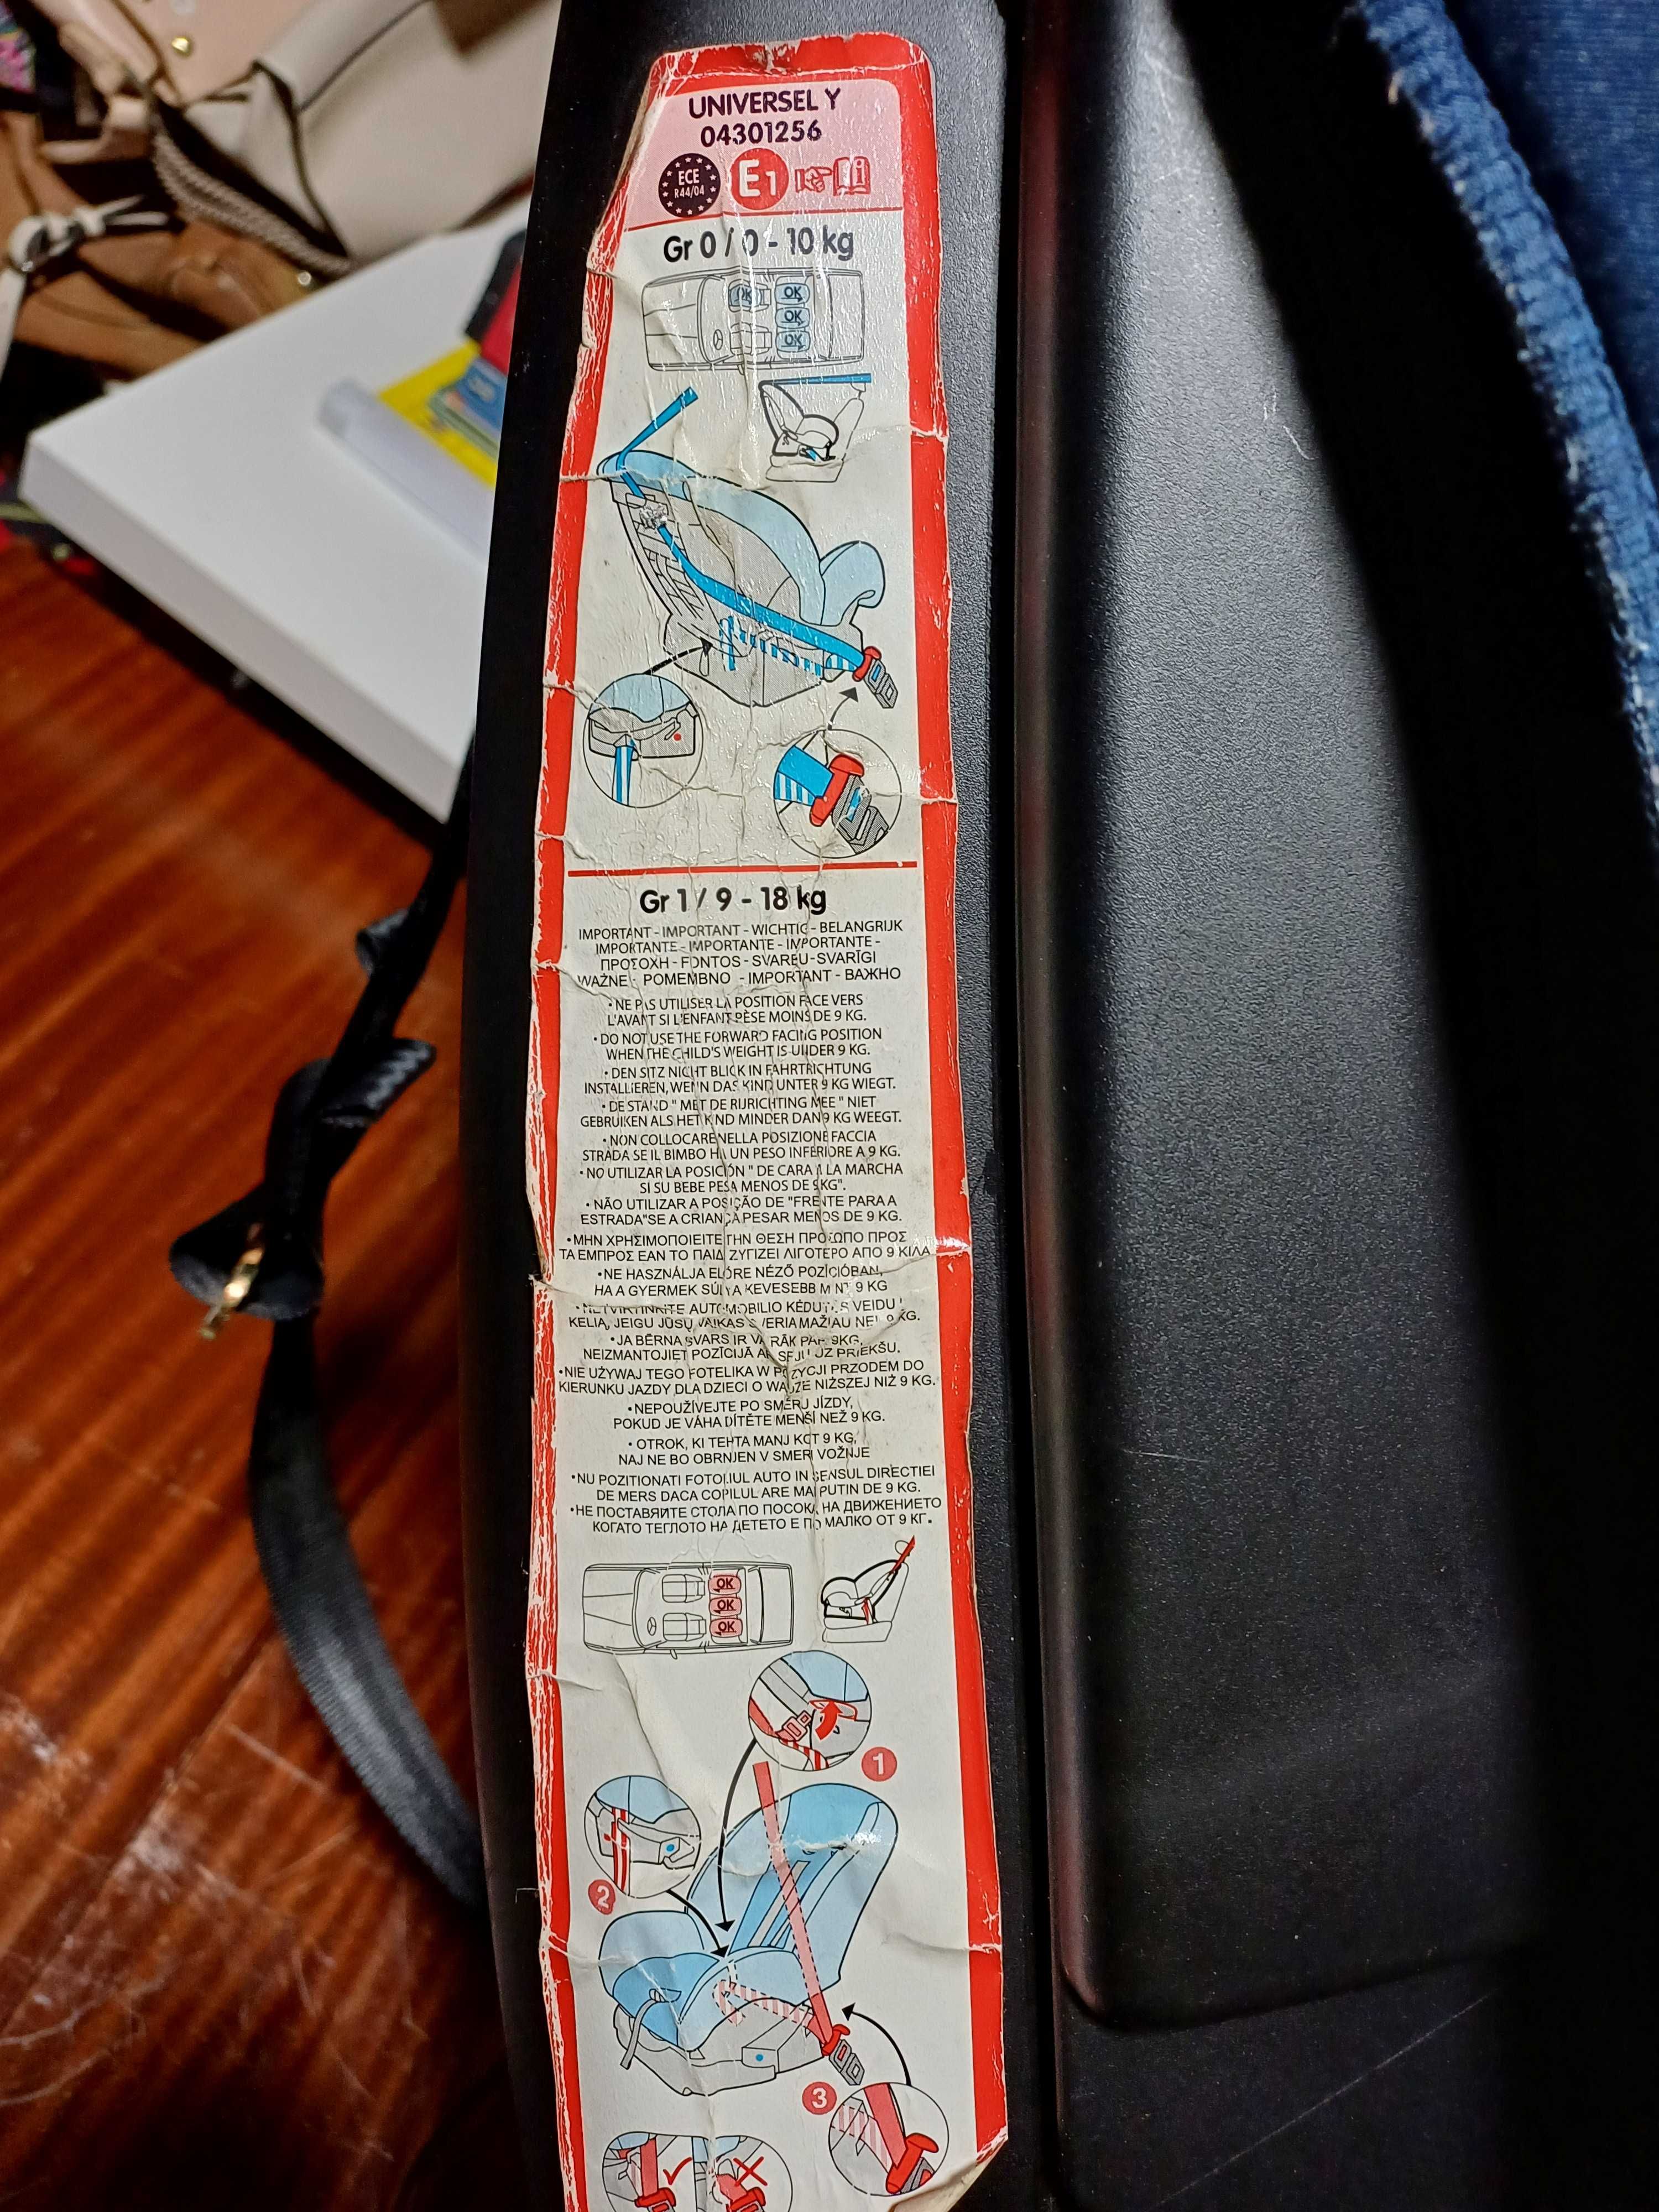 UNIVERSEL Y
04301256
ECE
R44/04
E1
i
Gr 0 / 0 - 10 kg
OK OK
OK
OK
Gr 1 / 9 - 18 kg
IMPORTANT - IMPORTANT - WICHTIG - BELANGRIJK
IMPORTANTE - IMPORTANTE - IMPORTANTE -
ΠΡΟΣΟΧΗ - FONTOS - SVARBU - SVARĪGI
WAŻNE - POMEMBNO - IMPORTANT - ВАЖНО
• NE PAS UTILISER LA POSITION FACE VERS
L'AVANT SI L'ENFANT PÈSE MOINS DE 9 KG.
• DO NOT USE THE FORWARD FACING POSITION
WHEN THE CHILD'S WEIGHT IS UNDER 9 KG.
• DEN SITZ NICHT BLICK IN FAHRTRICHTUNG
INSTALLIEREN, WENN DAS KIND UNTER 9 KG WIEGT.
• DE STAND " MET DE RIJRICHTING MEE " NIET
GEBRUIKEN ALS HET KIND MINDER DAN 9 KG WEEGT.
• NON COLLOCARE NELLA POSIZIONE FACCIA
STRADA SE IL BIMBO HA UN PESO INFERIORE A 9 KG.
• NO UTILIZAR LA POSICIÓN " DE CARA A LA MARCHA
SI SU BEBE PESA MENOS DE 9KG".
• NÃO UTILIZAR A POSIÇÃO DE "FRENTE PARA A
ESTRADA"SE A CRIANÇA PESAR MENOS DE 9 KG.
• ΜΗΝ ΧΡΗΣΙΜΟΠΟΙΕΙΤΕ ΤΗΝ ΘΕΣΗ ΠΡΟΣΩΠΟ ΠΡΟΣ
ΤΑ ΕΜΠΡΟΣ ΕΑΝ ΤΟ ΠΑΙΔΙ ΖΥΓΙΖΕΙ ΛΙΓΟΤΕΡΟ ΑΠΟ 9 ΚΙΛΑ
• NE HASZNÁLJA ELŐRE NÉZŐ POZÍCIÓBAN,
HA A GYERMEK SÚLYA KEVESEBB MINT 9 KG
• AUTOMOBILIO VEIDU Į
KELIĄ, JEIGU JŪSŲ VAIKAS SVERIA MAŽIAU NEI 9 KG.
• JA BĒRNA SVARS IR VAIRĀK PAR 9KG,
NEIZMANTOJIET POZĪCIJĀ AR SEJU UZ PRIEKŠU.
• NIE UŻYWAJ TEGO FOTELIKA W POZYCJI PRZODEM DO
KIERUNKU JAZDY DLA DZIECI O WADZE NIŻSZEJ NIŻ 9 KG.
• NEPOUŽÍVEJTE PO SMĚRU JÍZDY,
POKUD JE VÁHA DÍTĚTE MENŠÍ NEŽ 9 KG.
• OTROK, KI TEHTA MANJ KOT 9 KG,
NAJ NE BO OBRNJEN V SMERI VOŽNJE
• NU POZITIONATI FOTOLIUL AUTO IN SENSUL DIRECTIEI
DE MERS DACA COPILUL ARE MAI PUTIN DE 9 KG.
• НЕ ПОСТАВЯЙТЕ СТОЛА ПО ПОСОКА НА ДВИЖЕНИЕТО
КОГАТО ТЕГЛОТО НА ДЕТЕТО Е ПО МАЛКО ОТ 9 КГ.
OK
OK
OK
1
2
3